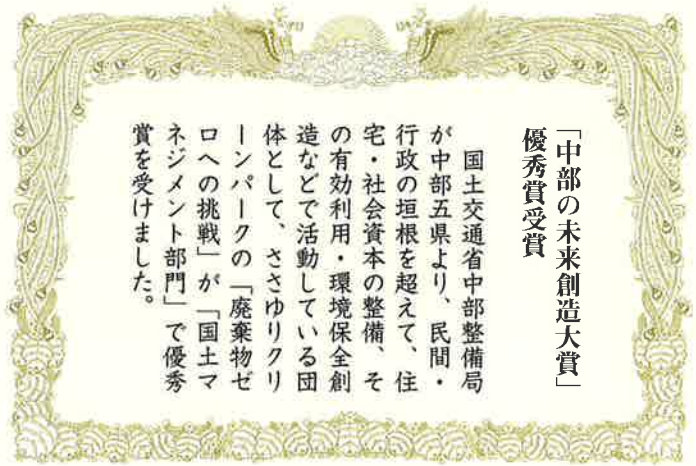 「中部の未来創造大賞」
優秀賞受賞
国土交通省中部整備局
が中部五県より、民間・
行政の垣根を超えて、住
宅・社会資本の整備、そ
の有効利用・環境保全創
造などで活動している団
体として、ささゆりクリ
ーンパークの「廃棄物ゼ
ロへの挑戦」が「国土マ
ネジメント部門」で優秀
賞を受けました。